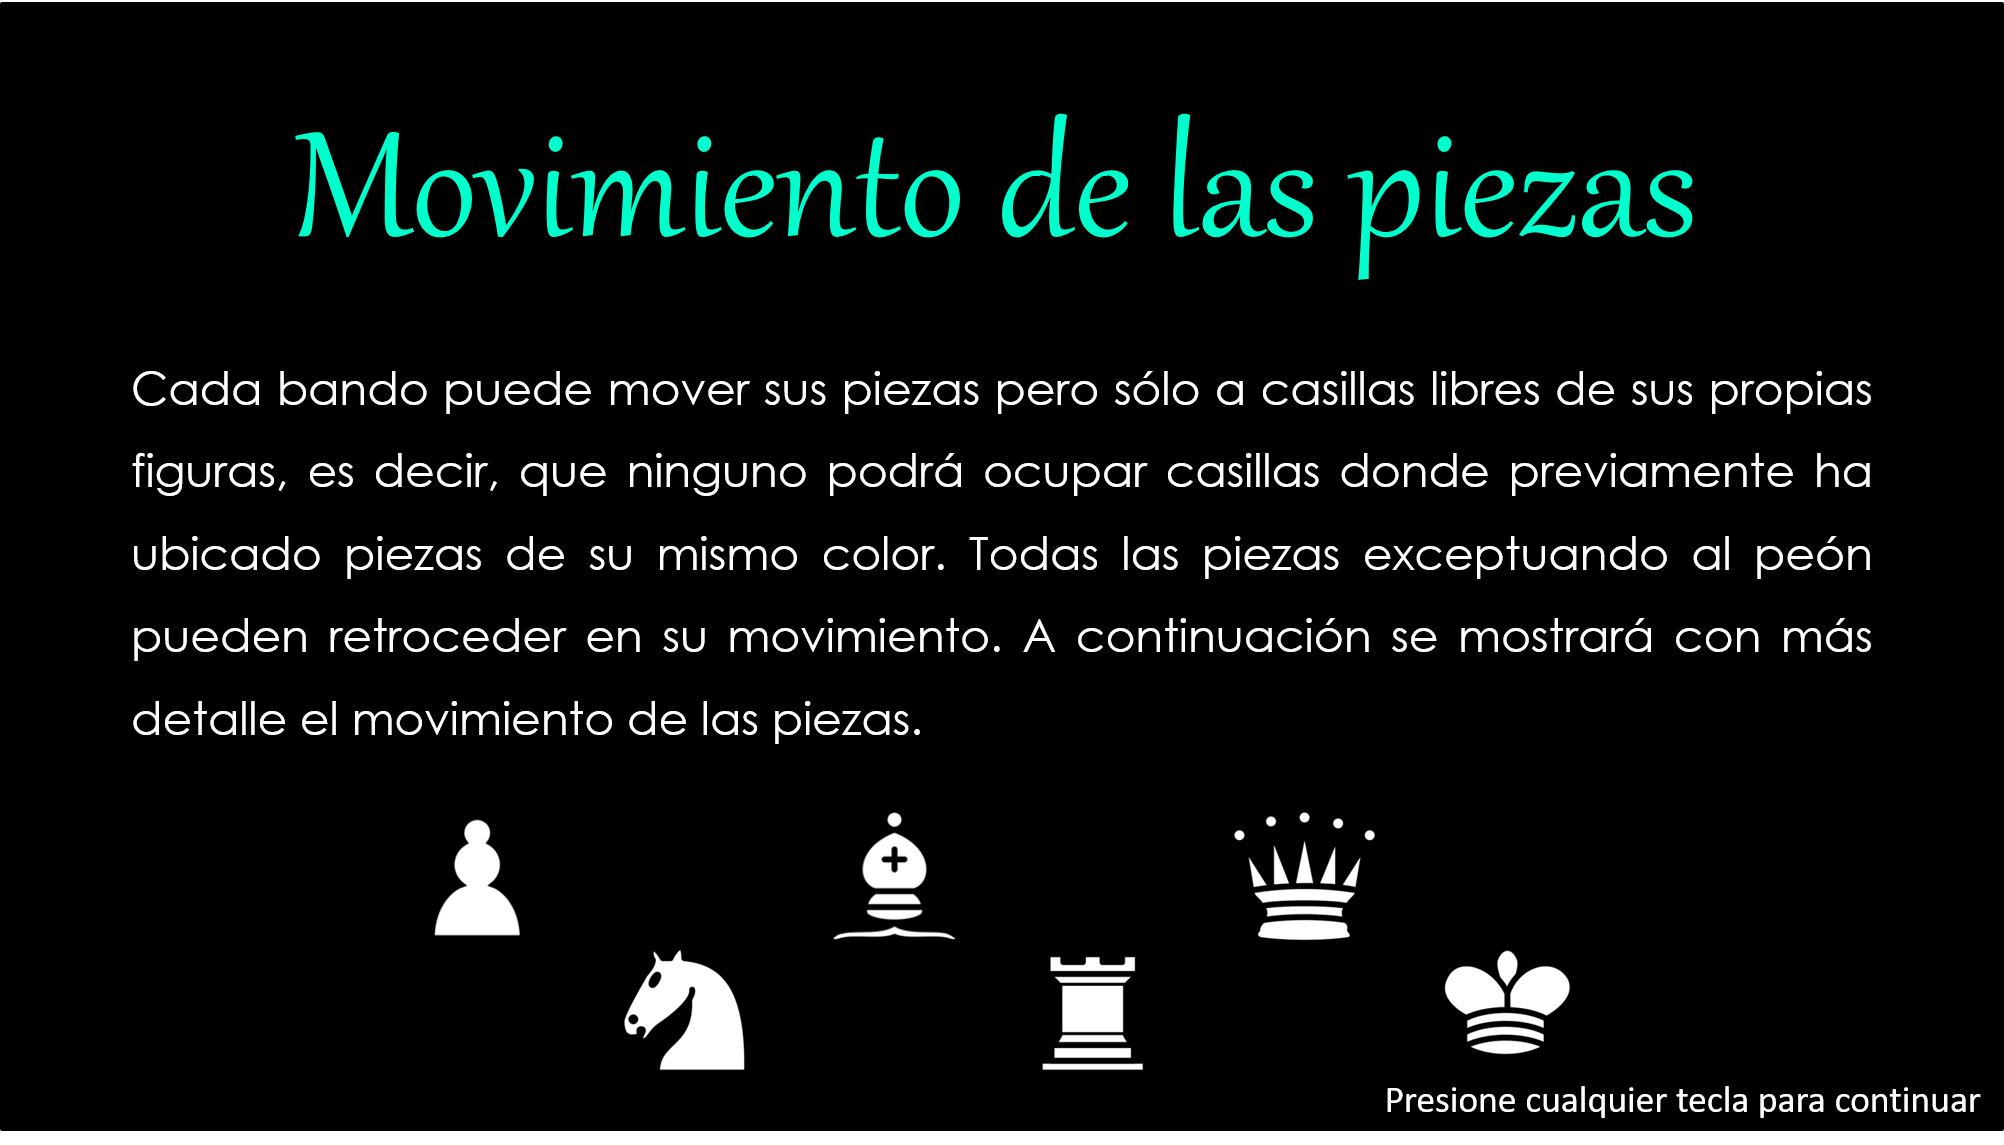 Movimiento de las piezas
Cada bando puede mover sus piezas pero sólo a casillas libres de sus propias
figuras, es decir, que ninguno podrá ocupar casillas donde previamente ha
ubicado piezas de su mismo color. Todas las piezas exceptuando al peón
pueden retroceder en su movimiento. A continuación se mostrará con más
detalle el movimiento de las piezas.
Presione cualquier tecla para continuar